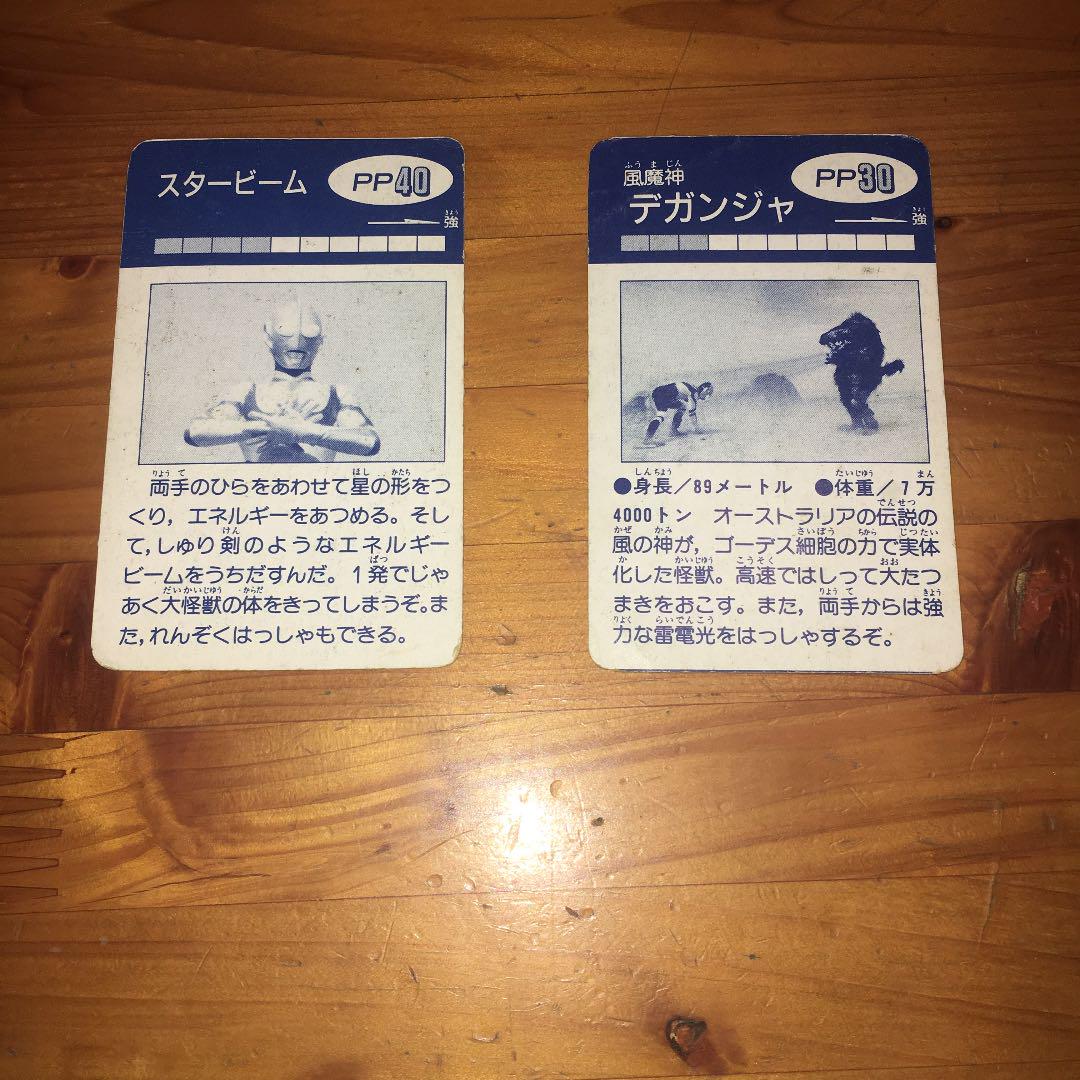 スタービーム
PP40
強
両手のひらをあわせて星の形をつ
くり，エネルギーをあつめる。そし
て，しゅり剣のようなエネルギー
ビームをうちだすんだ。１発でじゃ
あく大怪獣の体をきってしまうぞ。ま
た，れんぞくはっしゃもできる。
風魔神
デガンジャ
PP30
強
●身長／89メートル ●体重／7万
4000トン オーストラリアの伝説の
風の神が，ゴーデス細胞の力で実体
化した怪獣。高速ではしって大たつ
まきをおこす。また，両手からは強
力な雷電光をはっしゃするぞ。